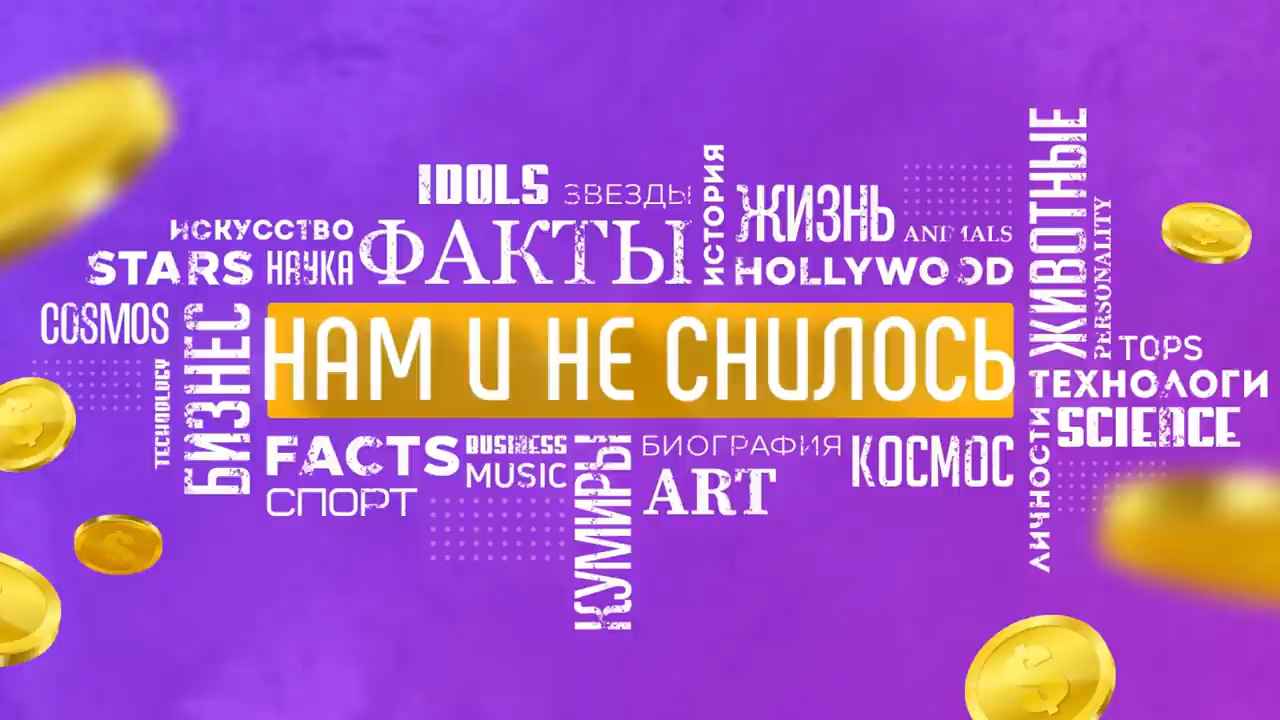 IDOLS ЗВЕЗДЫ
ИСТОРИЯ
ЖИЗНЬ
ANIMALS
ЖИВОТНЫЕ
PERSONALITY
ИСКУССТВО
STARS НАУКА
ФАКТЫ
HOLLYWOOD
COSMOS
TECHNOLOGY
БИЗНЕС
НАМ И НЕ СНИЛОСЬ
TOPS
ТЕХНОЛОГИ
SCIENCE
ЛИЧНОСТИ
FACTS
BUSINESS
MUSIC
СПОРТ
КУМИРЫ
БИОГРАФИЯ
ART
КОСМОС